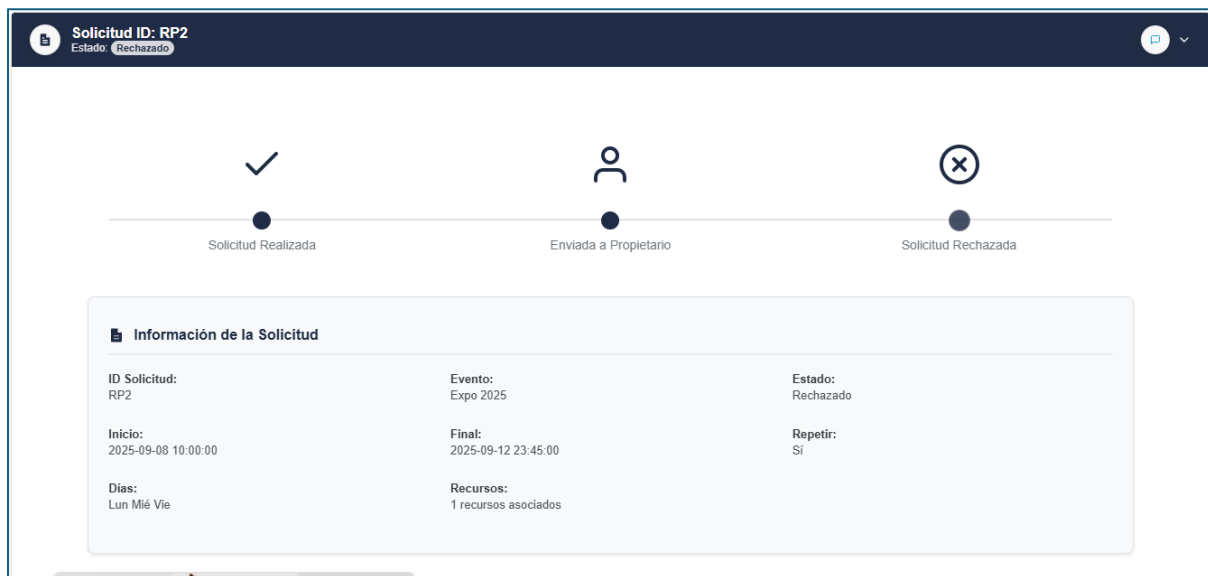 Solicitud ID: RP2
Estado: Rechazado
Solicitud Realizada
Enviada a Propietario
Solicitud Rechazada
Información de la Solicitud
ID Solicitud:
RP2
Evento:
Expo 2025
Estado:
Rechazado
Inicio:
2025-09-08 10:00:00
Final:
2025-09-12 23:45:00
Repetir:
Sí
Días:
Lun Mié Vie
Recursos:
1 recursos asociados